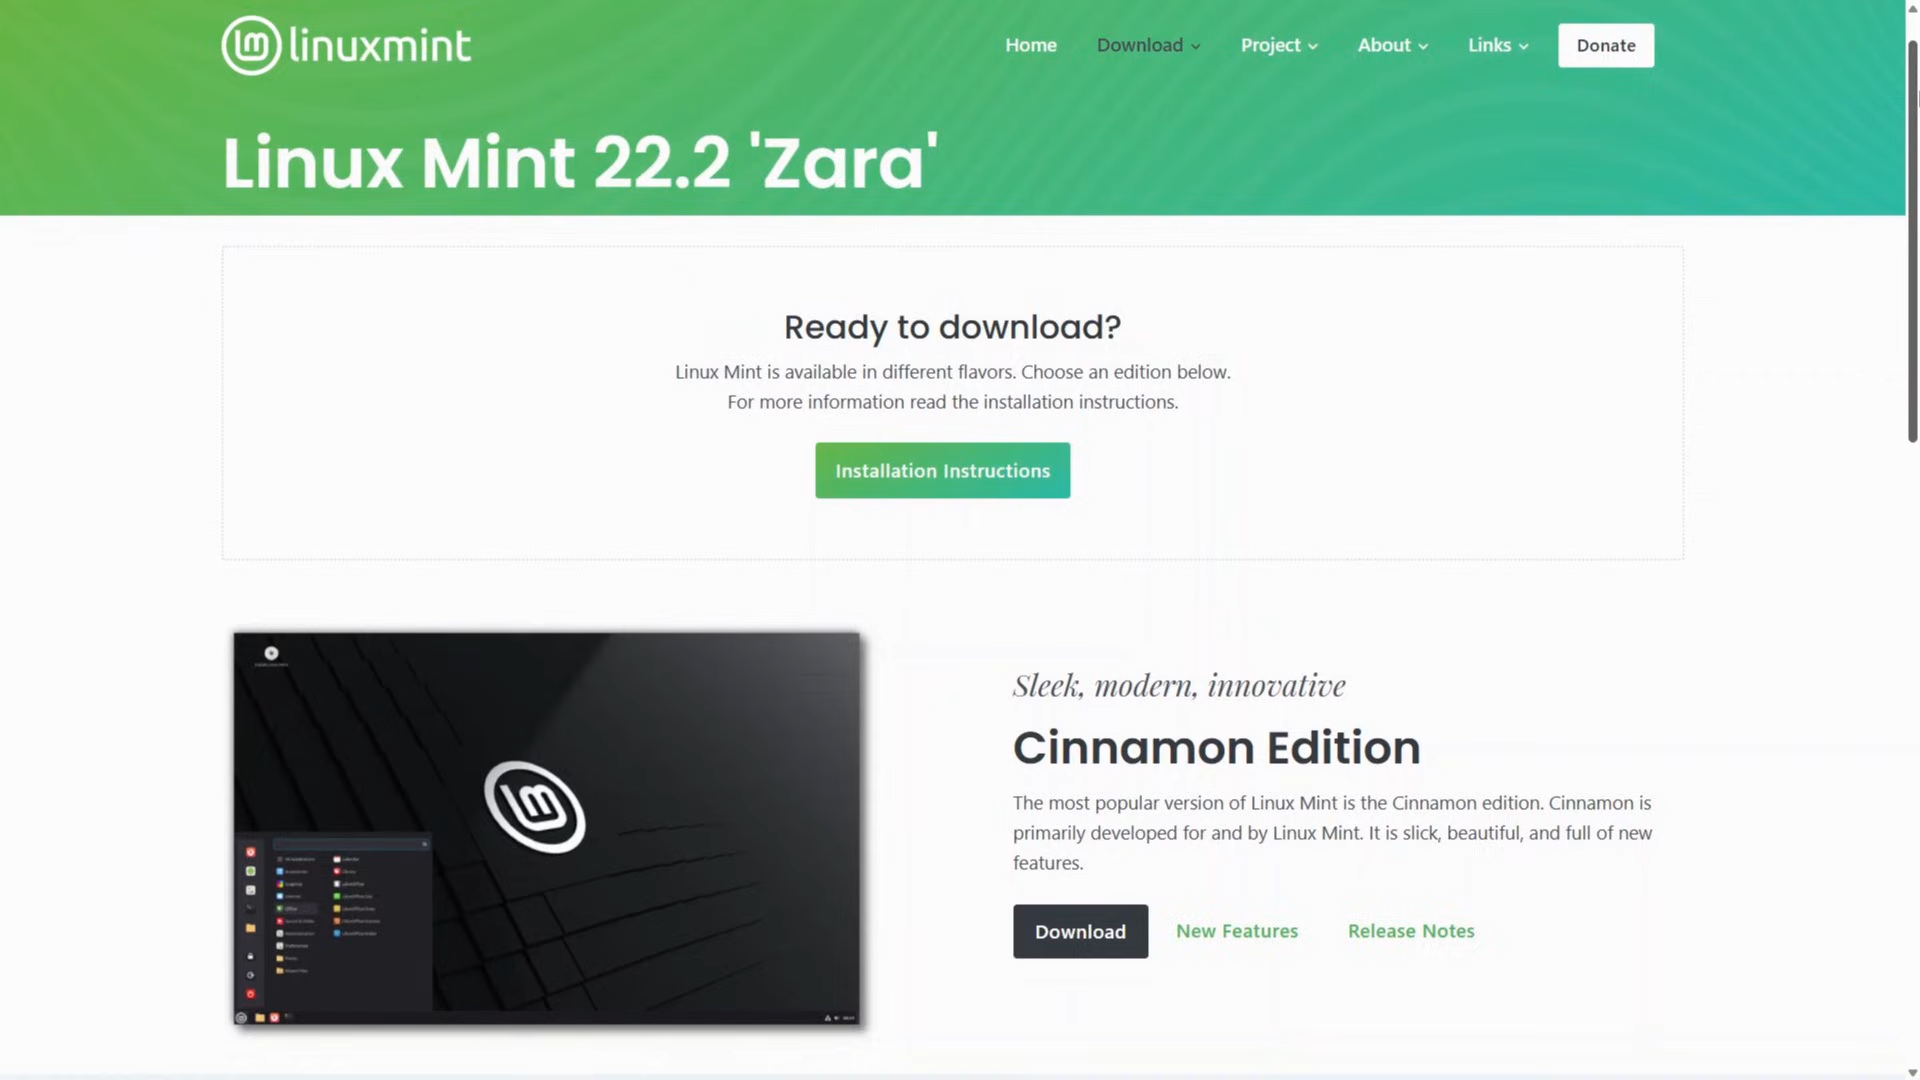 linuxmint
Home Download Project About Links Donate
Linux Mint 22.2 'Zara'
Ready to download?
Linux Mint is available in different flavors. Choose an edition below.
For more information read the installation instructions.
Installation Instructions
Sleek, modern, innovative
Cinnamon Edition
The most popular version of Linux Mint is the Cinnamon edition. Cinnamon is
primarily developed for and by Linux Mint. It is slick, beautiful, and full of new
features.
Download New Features Release Notes